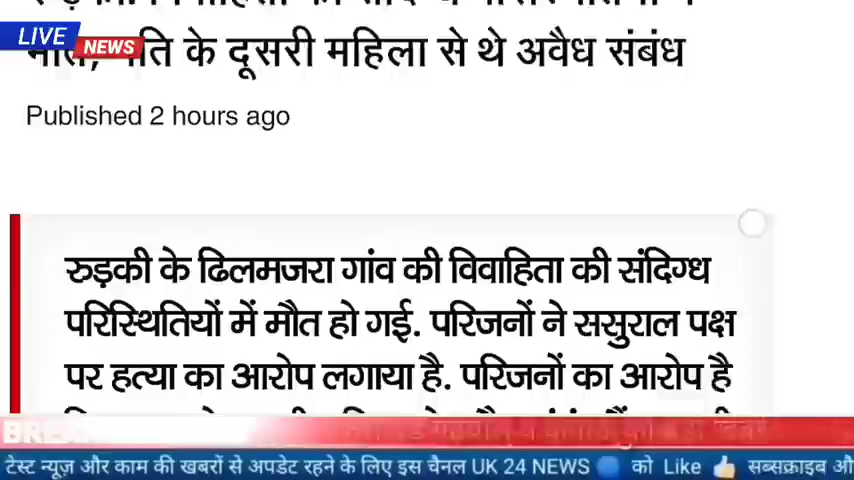 LIVE
NEWS
के दूसरी महिला से थे अवैध संबंध
Published 2 hours ago
रुड़की के ढिलमजरा गांव की विवाहिता की संदिग्ध
परिस्थितियों में मौत हो गई. परिजनों ने ससुराल पक्ष
पर हत्या का आरोप लगाया है. परिजनों का आरोप है
टेस्ट न्यूज़ और काम की खबरों से अपडेट रहने के लिए इस चैनल UK 24 NEWS 🔵 को Like 👍 सब्सक्राइब औ